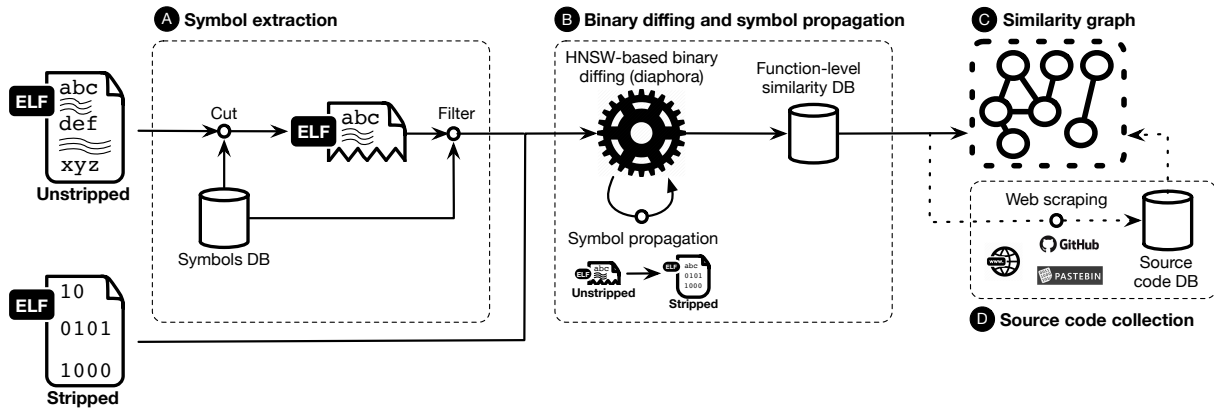 A Symbol extraction
B Binary diffing and symbol propagation
C Similarity graph
ELF
abc
def
xyz
Unstripped
Cut
ELF
abc
Filter
Symbols DB
HNSW-based binary
diffing (diaphora)
Function-level
similarity DB
Symbol propagation
ELF
abc
Unstripped
ELF
abc
0101
1000
Stripped
Web scraping
www.
GitHub
PASTEBIN
Source
code DB
D Source code collection
ELF
10
0101
1000
Stripped